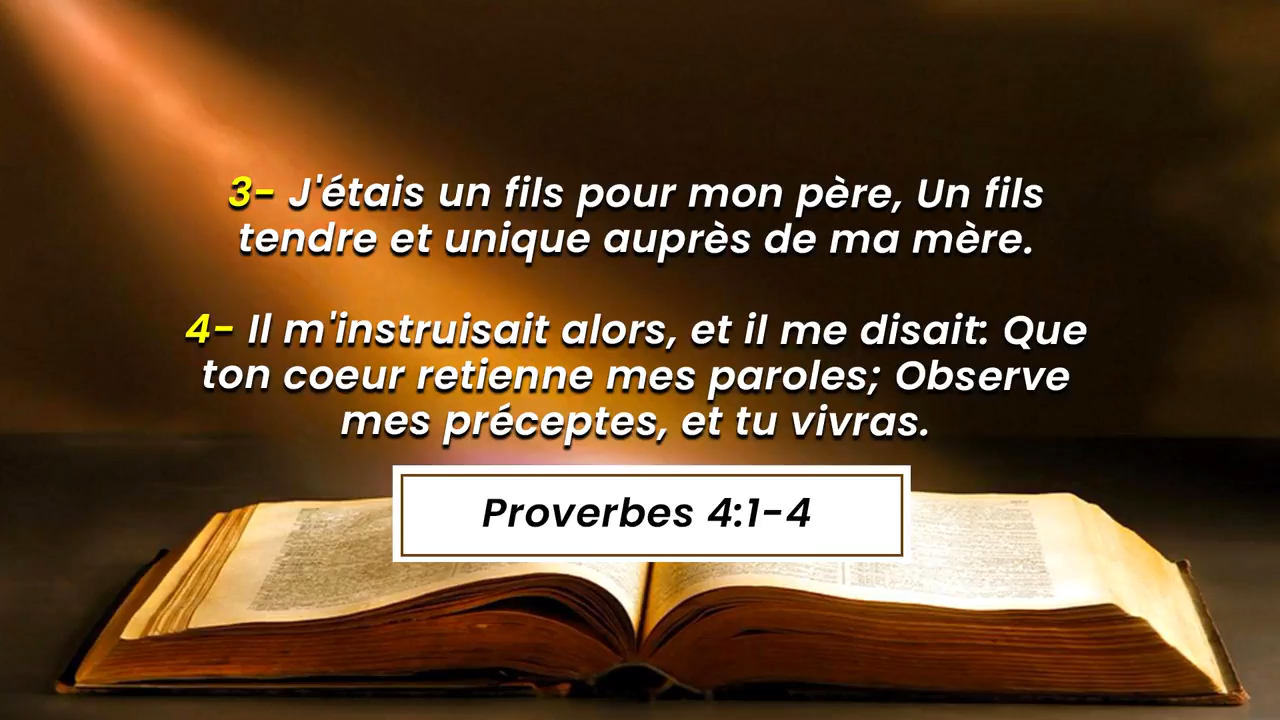 3- J'étais un fils pour mon père, Un fils
tendre et unique auprès de ma mère.
4- Il m'instruisait alors, et il me disait: Que
ton coeur retienne mes paroles; Observe
mes préceptes, et tu vivras.
Proverbes 4:1-4